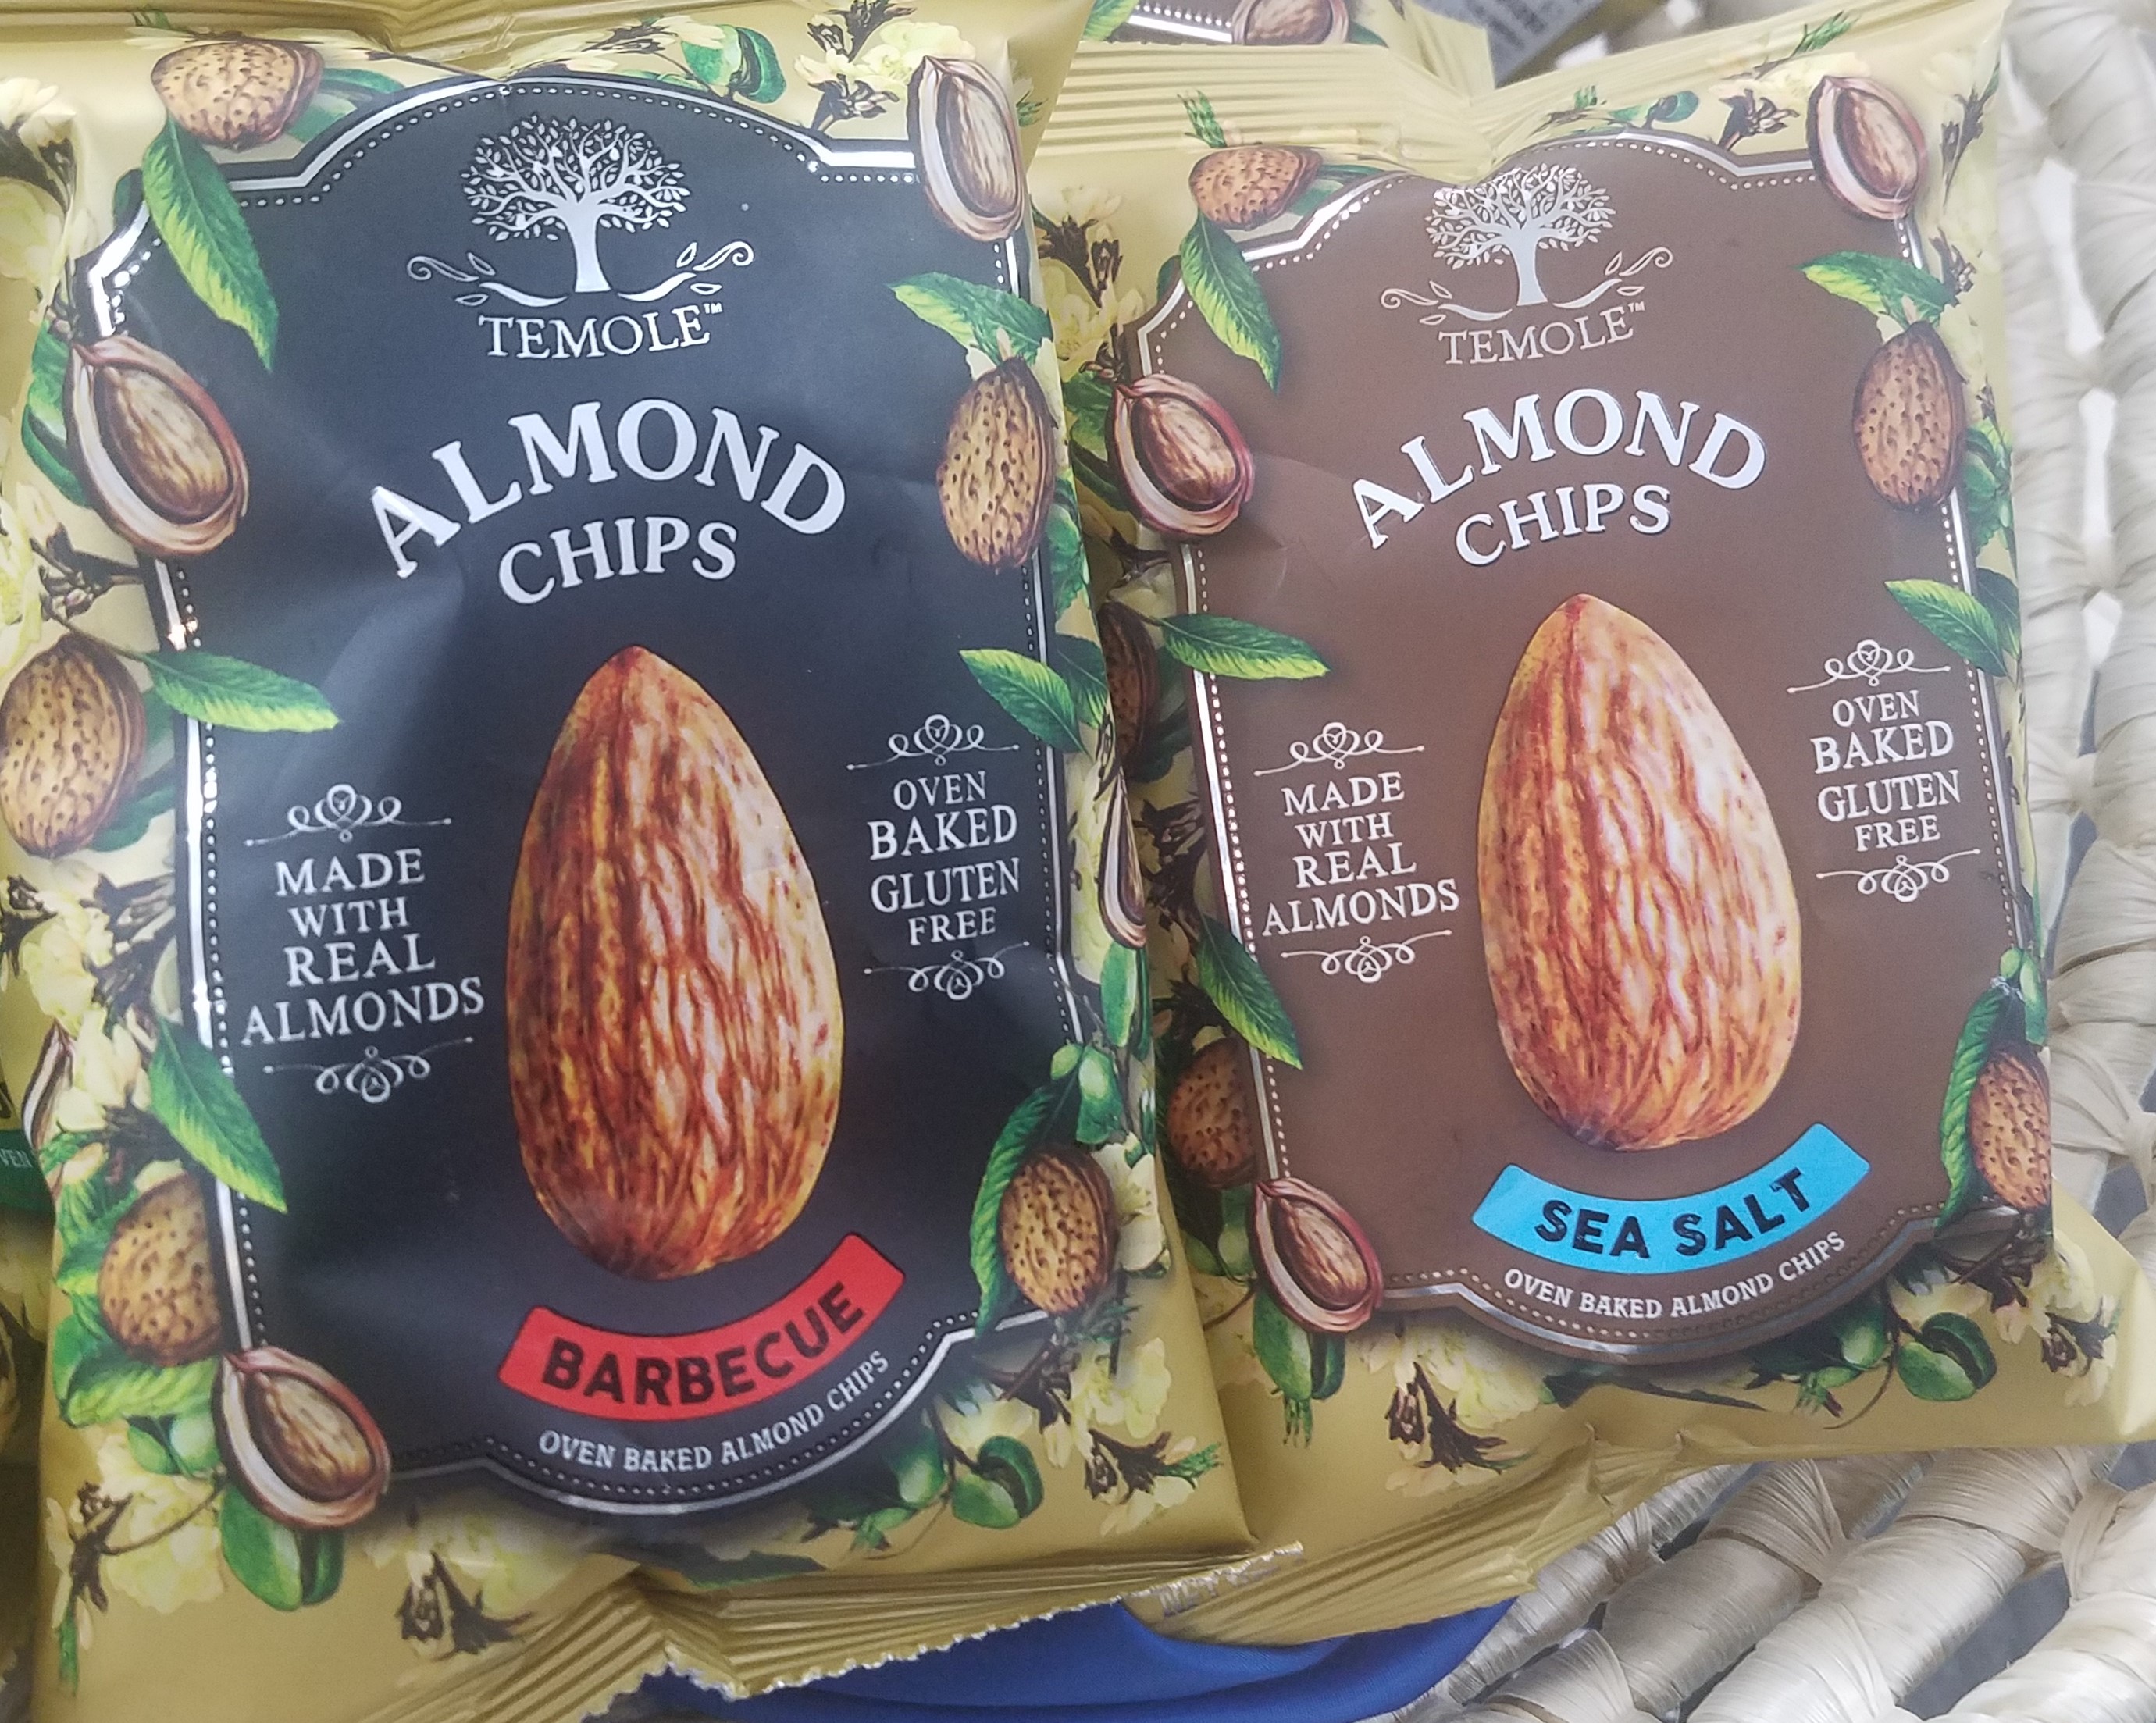 TEMOLE™
ALMOND
CHIPS
MADE
WITH
REAL
ALMONDS
OVEN
BAKED
GLUTEN
FREE
BARBECUE
OVEN BAKED ALMOND CHIPS
TEMOLE™
ALMOND
CHIPS
MADE
WITH
REAL
ALMONDS
OVEN
BAKED
GLUTEN
FREE
SEA SALT
OVEN BAKED ALMOND CHIPS
VEN